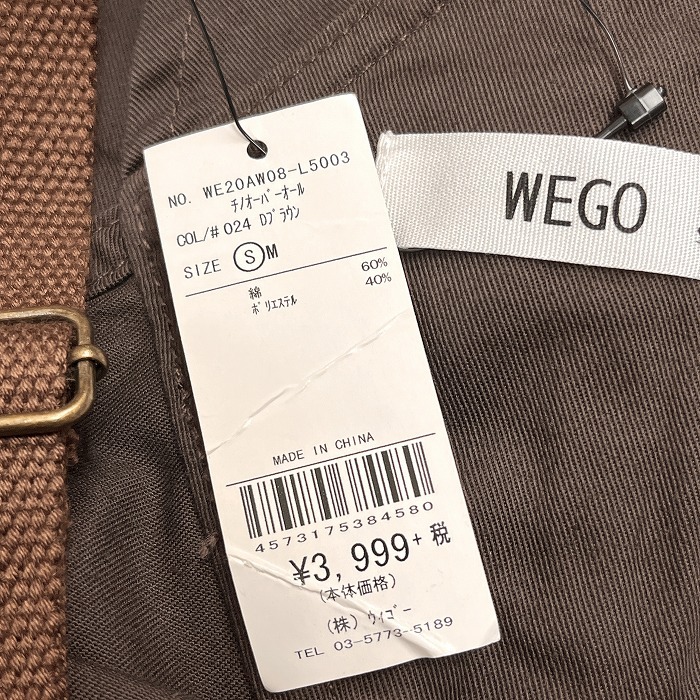 NO. WE20AW08-L5003
ﾁﾉｵｰﾊﾞｰｵｰﾙ
COL/# 024 Dﾌﾞﾗｳﾝ
SIZE Ⓢ M
綿 60%
ﾎﾟﾘｴｽﾃﾙ 40%
MADE IN CHINA
4573175384580
¥3,999+税
(本体価格)
(株) ウィゴー
TEL 03-5773-5189
WEGO